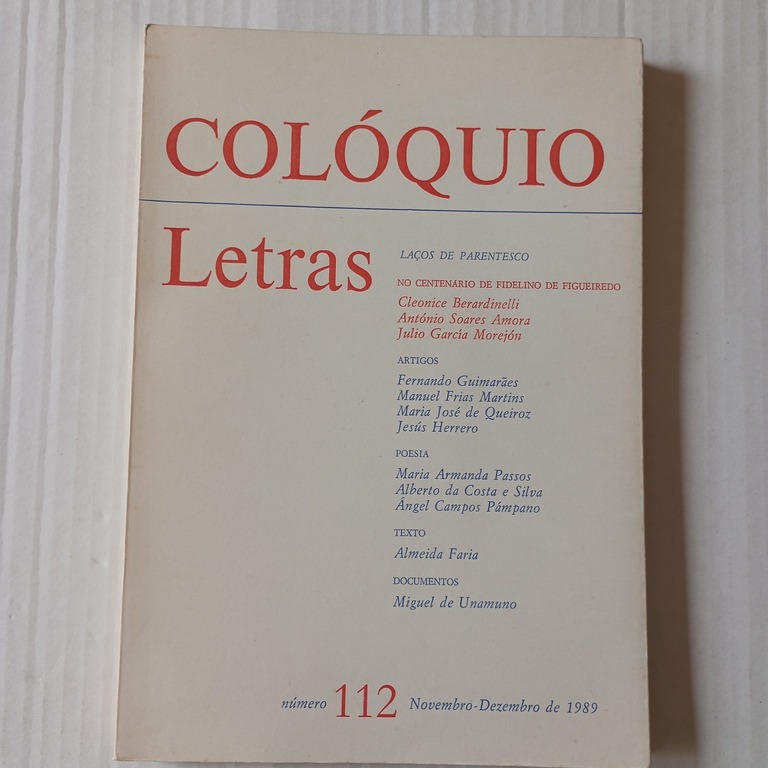 COLÓQUIO
Letras
LAÇOS DE PARENTESCO
NO CENTENÁRIO DE FIDELINO DE FIGUEIREDO
Cleonice Berardinelli
António Soares Amora
Julio García Morejón
ARTIGOS
Fernando Guimarães
Manuel Frias Martins
Maria José de Queiroz
Jesús Herrero
POESIA
Maria Armanda Passos
Alberto da Costa e Silva
Ángel Campos Pámpano
TEXTO
Almeida Faria
DOCUMENTOS
Miguel de Unamuno
número 112 Novembro-Dezembro de 1989